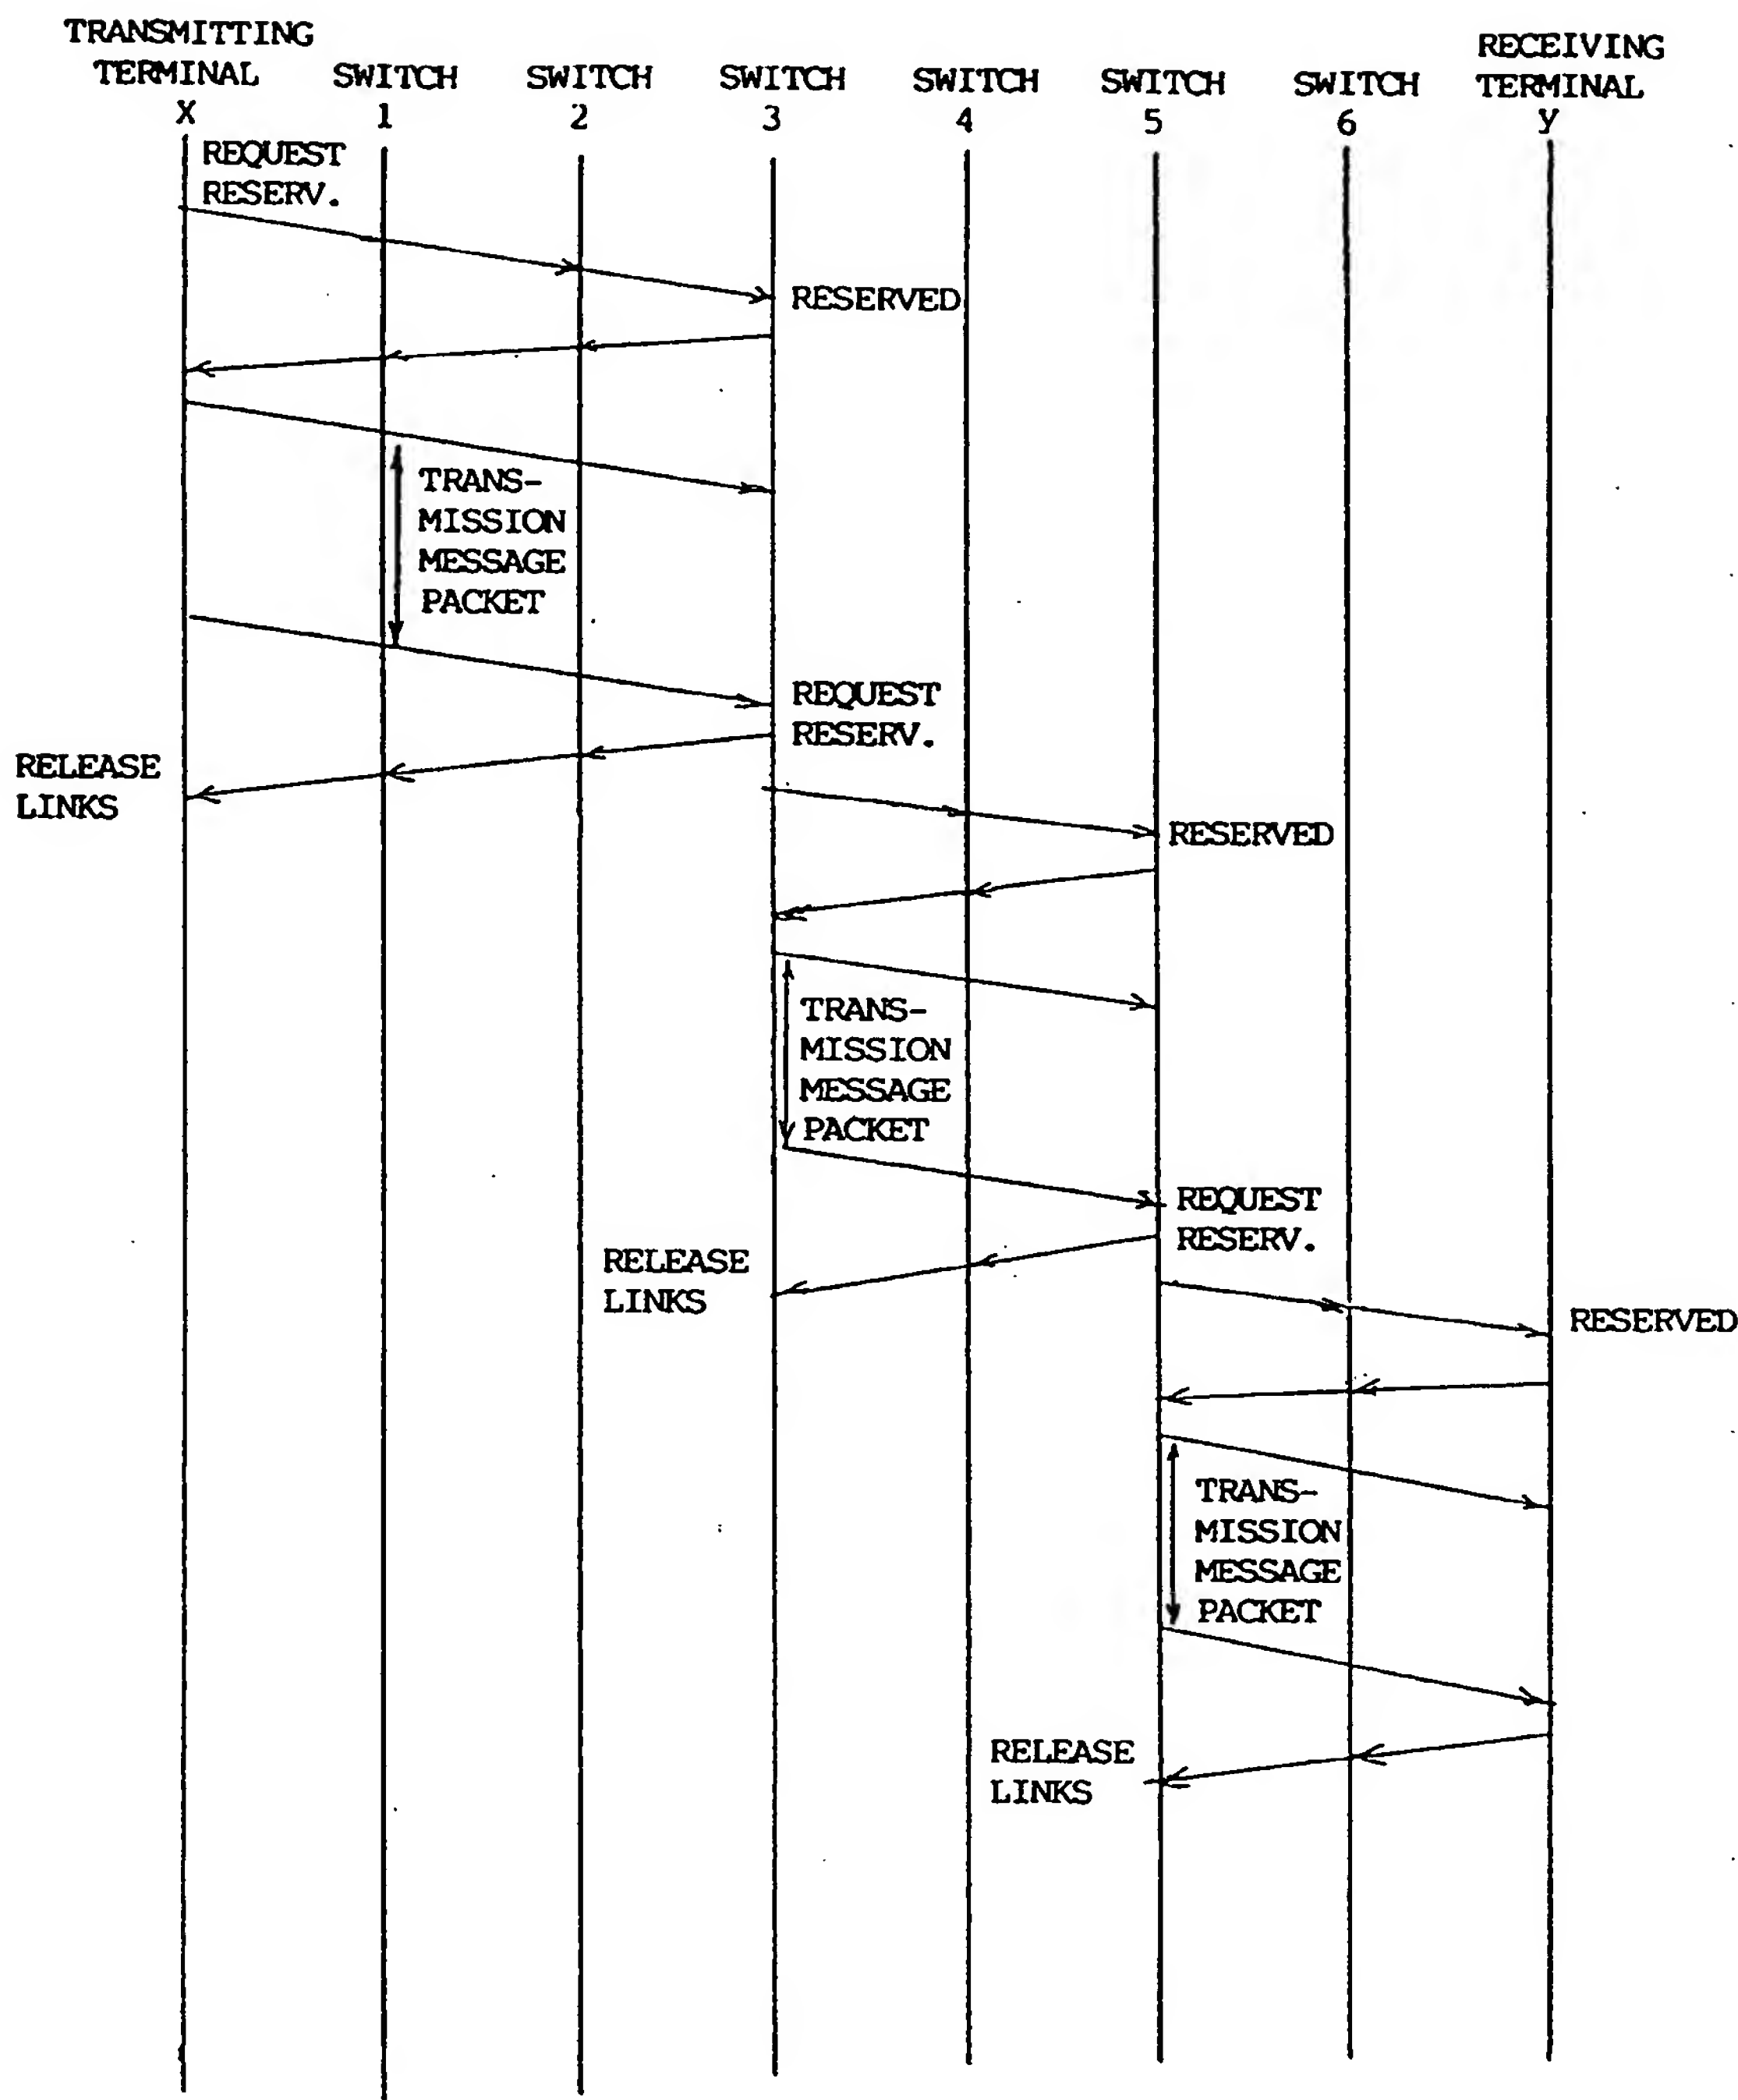 TRANSMITTING
TERMINAL
X
SWITCH
1
SWITCH
2
SWITCH
3
SWITCH
4
SWITCH
5
SWITCH
6
RECEIVING
TERMINAL
y
REQUEST
RESERV.
RESERVED
TRANS-
MISSION
MESSAGE
PACKET
REQUEST
RESERV.
RELEASE
LINKS
RESERVED
TRANS-
MISSION
MESSAGE
PACKET
REQUEST
RESERV.
RELEASE
LINKS
RESERVED
TRANS-
MISSION
MESSAGE
PACKET
RELEASE
LINKS